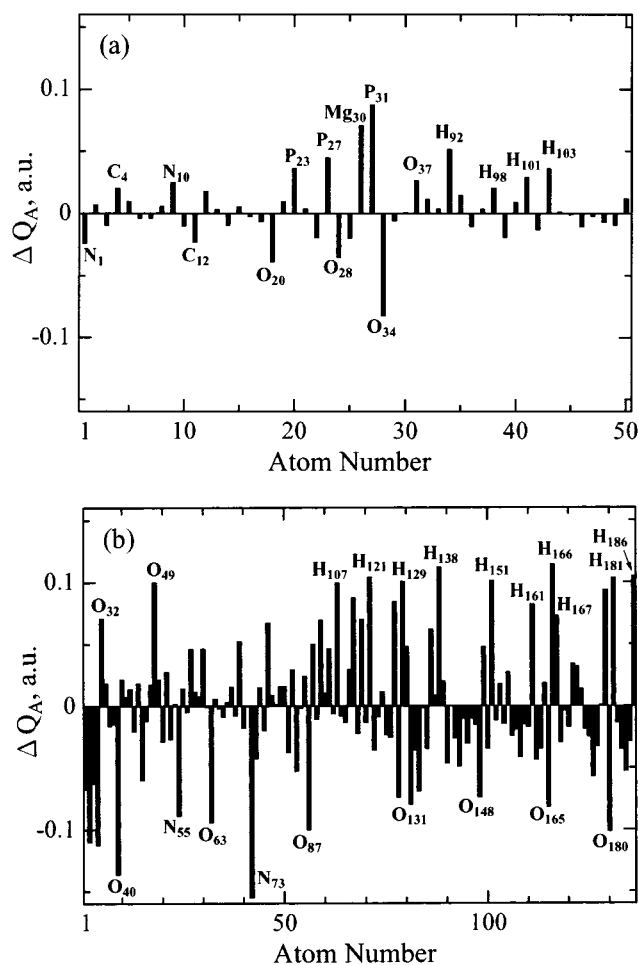 (a)
0.1
0
-0.1
Δ Q_A, a.u.
N₁
C₄
N₁₀
C₁₂
O₂₀
P₂₃
P₂₇
O₂₈
Mg₃₀
P₃₁
O₃₄
O₃₇
H₉₂
H₉₈
H₁₀₁
H₁₀₃
1 10 20 30 40 50
Atom Number
(b)
0.1
0
-0.1
Δ Q_A, a.u.
O₃₂
O₄₀
O₄₉
N₅₅
O₆₃
N₇₃
O₈₇
H₁₀₇
H₁₂₁
H₁₂₉
O₁₃₁
H₁₃₈
O₁₄₈
H₁₅₁
H₁₆₁
O₁₆₅
H₁₆₆
H₁₆₇
O₁₈₀
H₁₈₁
H₁₈₆
1 50 100
Atom Number